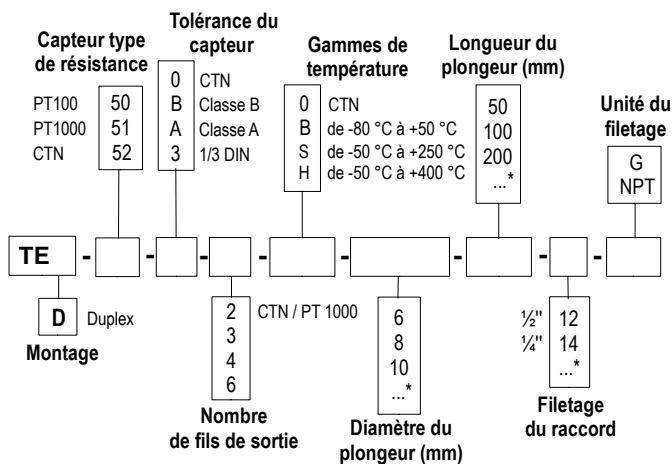 Capteur type
de résistance
PT100 50
PT1000 51
CTN 52
Tolérance du
capteur
0 CTN
B Classe B
A Classe A
3 1/3 DIN
Gammes de
température
0 CTN
B de -80 °C à +50 °C
S de -50 °C à +250 °C
H de -50 °C à +400 °C
Longueur du
plongeur (mm)
50
100
200
...*
Unité du
filetage
G
NPT
TE - - - - - - - -
D Duplex
Montage
2 CTN / PT 1000
3
4
6
Nombre
de fils de sortie
6
8
10
...*
Diamètre du
plongeur (mm)
½" 12
¼" 14
...*
Filetage
du raccord